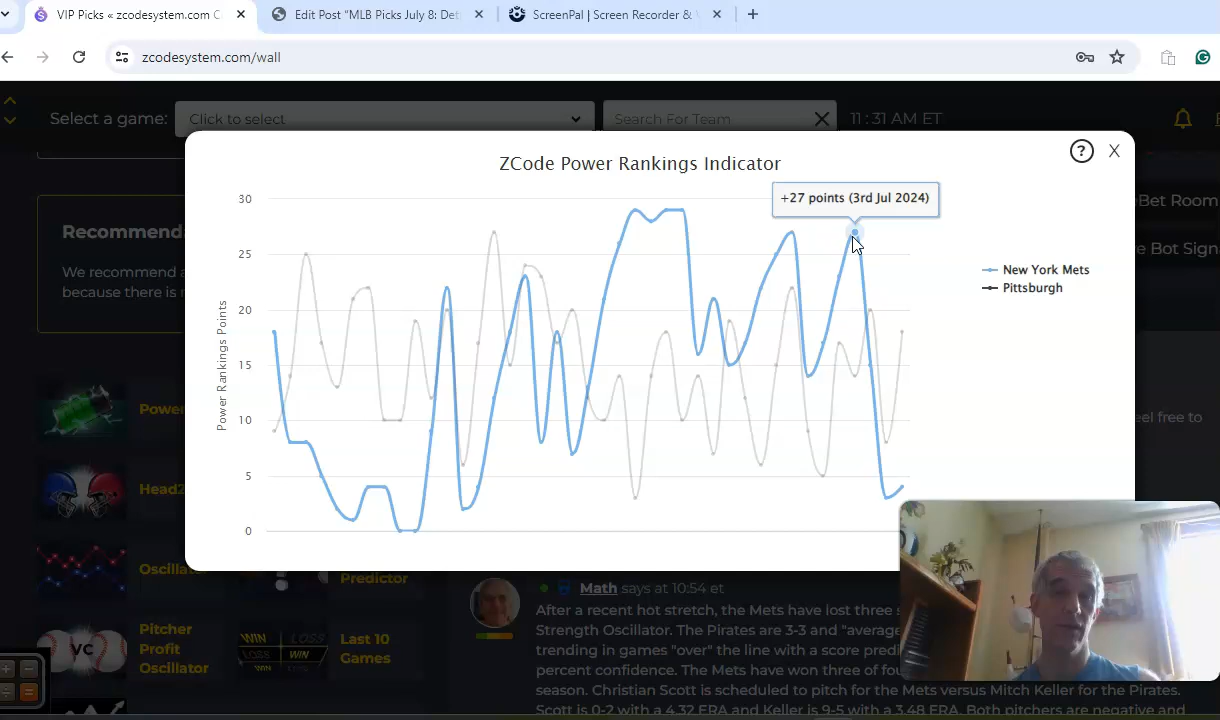 VIP Picks « zcodesystem.com
Edit Post "MLB Picks July 8:
ScreenPal | Screen Recorder &
zcodesystem.com/wall
Select a game:
Click to select
Search For Team
11:31 AM ET
ZCode Power Rankings Indicator
?
X
+27 points (3rd Jul 2024)
30
25
20
15
10
5
0
Power Rankings Points
New York Mets
Pittsburgh
Recommenda
We recommend a
because there is
Bet Room
e Bot Sign
eel free to
Power
Head2
Oscillat
Predictor
Pitcher
Profit
Oscillator
VC
WIN LOSS
LOSS WIN
Last 10
Games
Math says at 10:54 et
After a recent hot stretch, the Mets have lost three
Strength Oscillator. The Pirates are 3-3 and "average
trending in games "over" the line with a score predi
percent confidence. The Mets have won three of fou
season. Christian Scott is scheduled to pitch for the Mets versus Mitch Keller for the Pirates.
Scott is 0-2 with a 4.32 ERA and Keller is 9-5 with a 3.48 ERA. Both pitchers are negative and